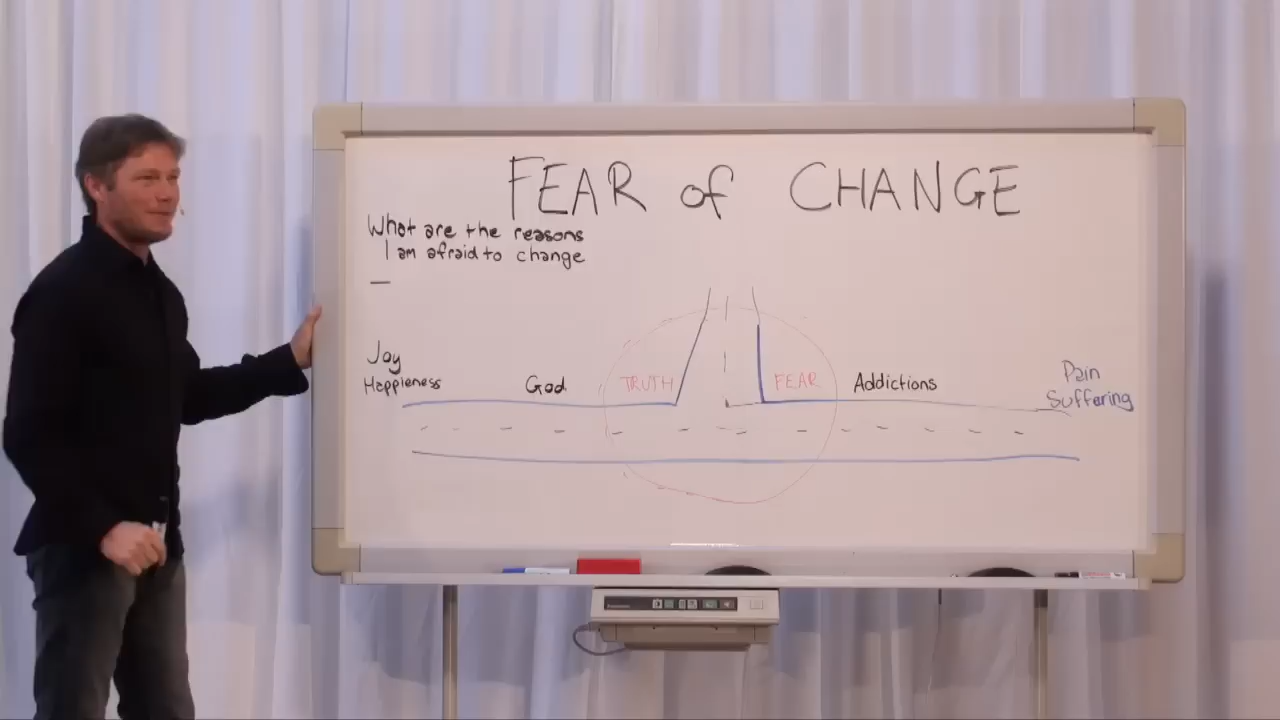 FEAR of CHANGE
What are the reasons
I am afraid to change
Joy
Happieness
God
TRUTH
FEAR
Addictions
Pain
Suffering